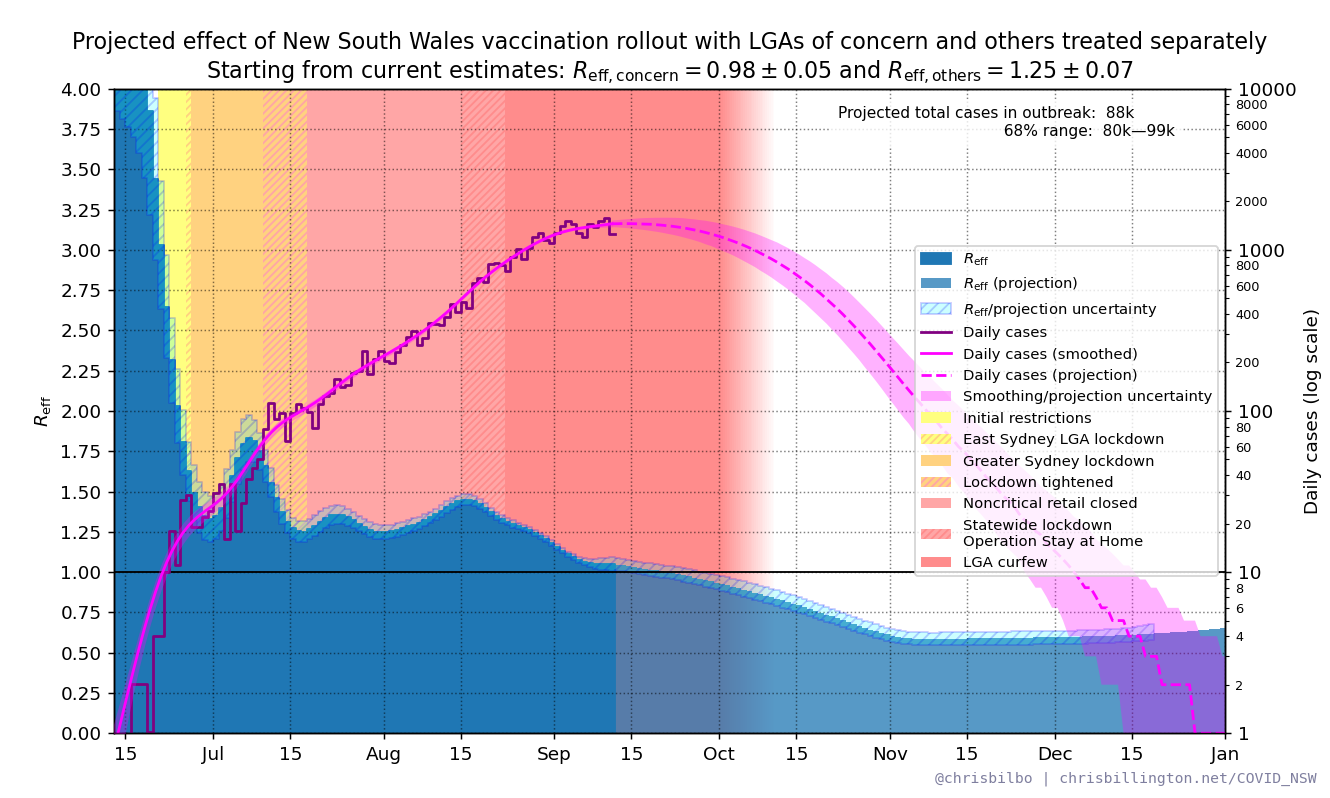 Projected effect of New South Wales vaccination rollout with LGAs of concern and others treated separately
Starting from current estimates: Reff, concern = 0.98 ± 0.05 and Reff, others = 1.25 ± 0.07
Projected total cases in outbreak: 88k
68% range: 80k—99k
4.00
3.75
3.50
3.25
3.00
2.75
2.50
2.25
2.00
1.75
1.50
1.25
1.00
0.75
0.50
0.25
0.00
Reff
10000
8000
6000
4000
2000
1000
800
600
400
200
100
80
60
40
20
10
8
6
4
2
1
Daily cases (log scale)
Reff
Reff (projection)
Reff/projection uncertainty
Daily cases
Daily cases (smoothed)
Daily cases (projection)
Smoothing/projection uncertainty
Initial restrictions
East Sydney LGA lockdown
Greater Sydney lockdown
Lockdown tightened
Noncritical retail closed
Statewide lockdown
Operation Stay at Home
LGA curfew
15 Jul 15 Aug 15 Sep 15 Oct 15 Nov 15 Dec 15 Jan
@chrisbilbo | chrisbillington.net/COVID_NSW